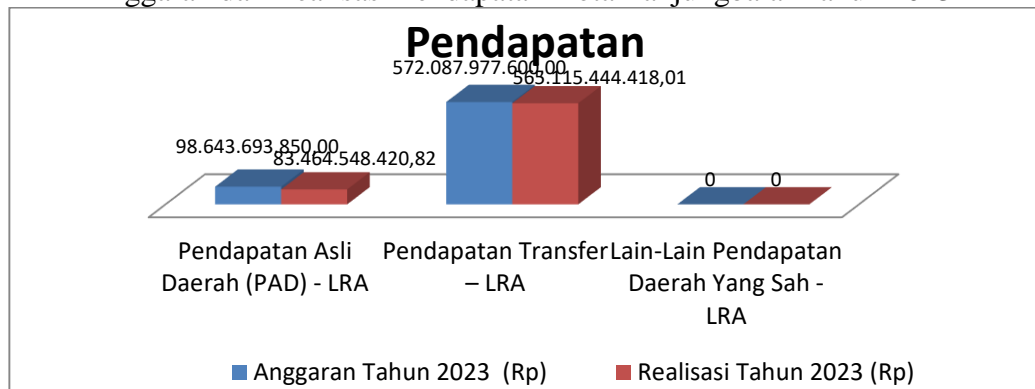 Pendapatan
572.087.977.600,00
565.115.444.418,01
98.643.693.850,00
83.464.548.420,82
0 0
Pendapatan Asli Daerah (PAD) - LRA
Pendapatan Transfer – LRA
Lain-Lain Pendapatan Daerah Yang Sah - LRA
Anggaran Tahun 2023 (Rp)
Realisasi Tahun 2023 (Rp)